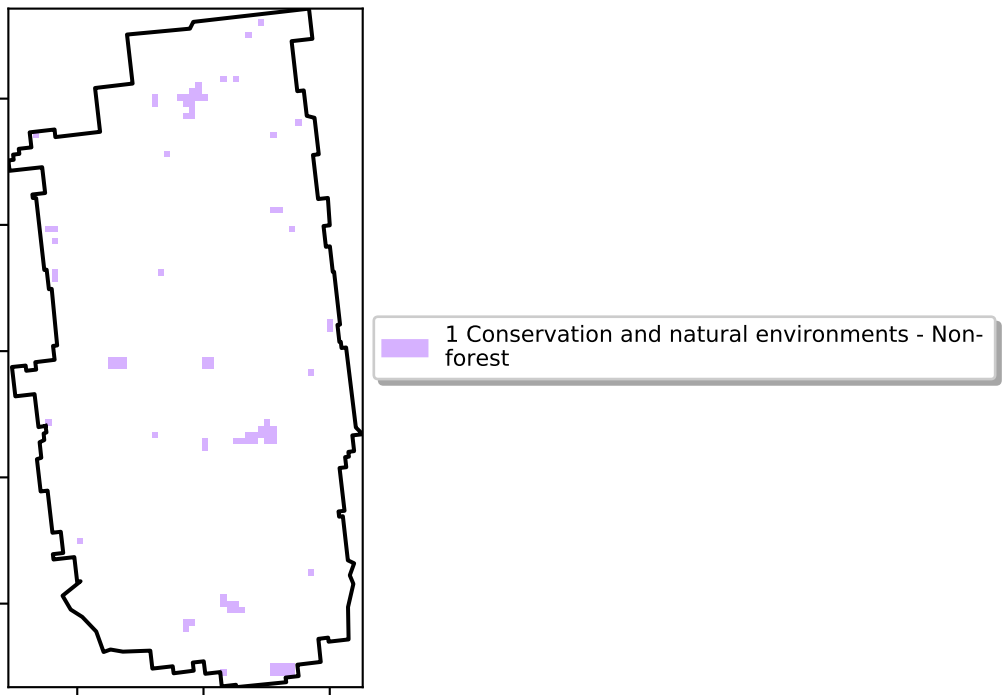 1 Conservation and natural environments - Non-
forest